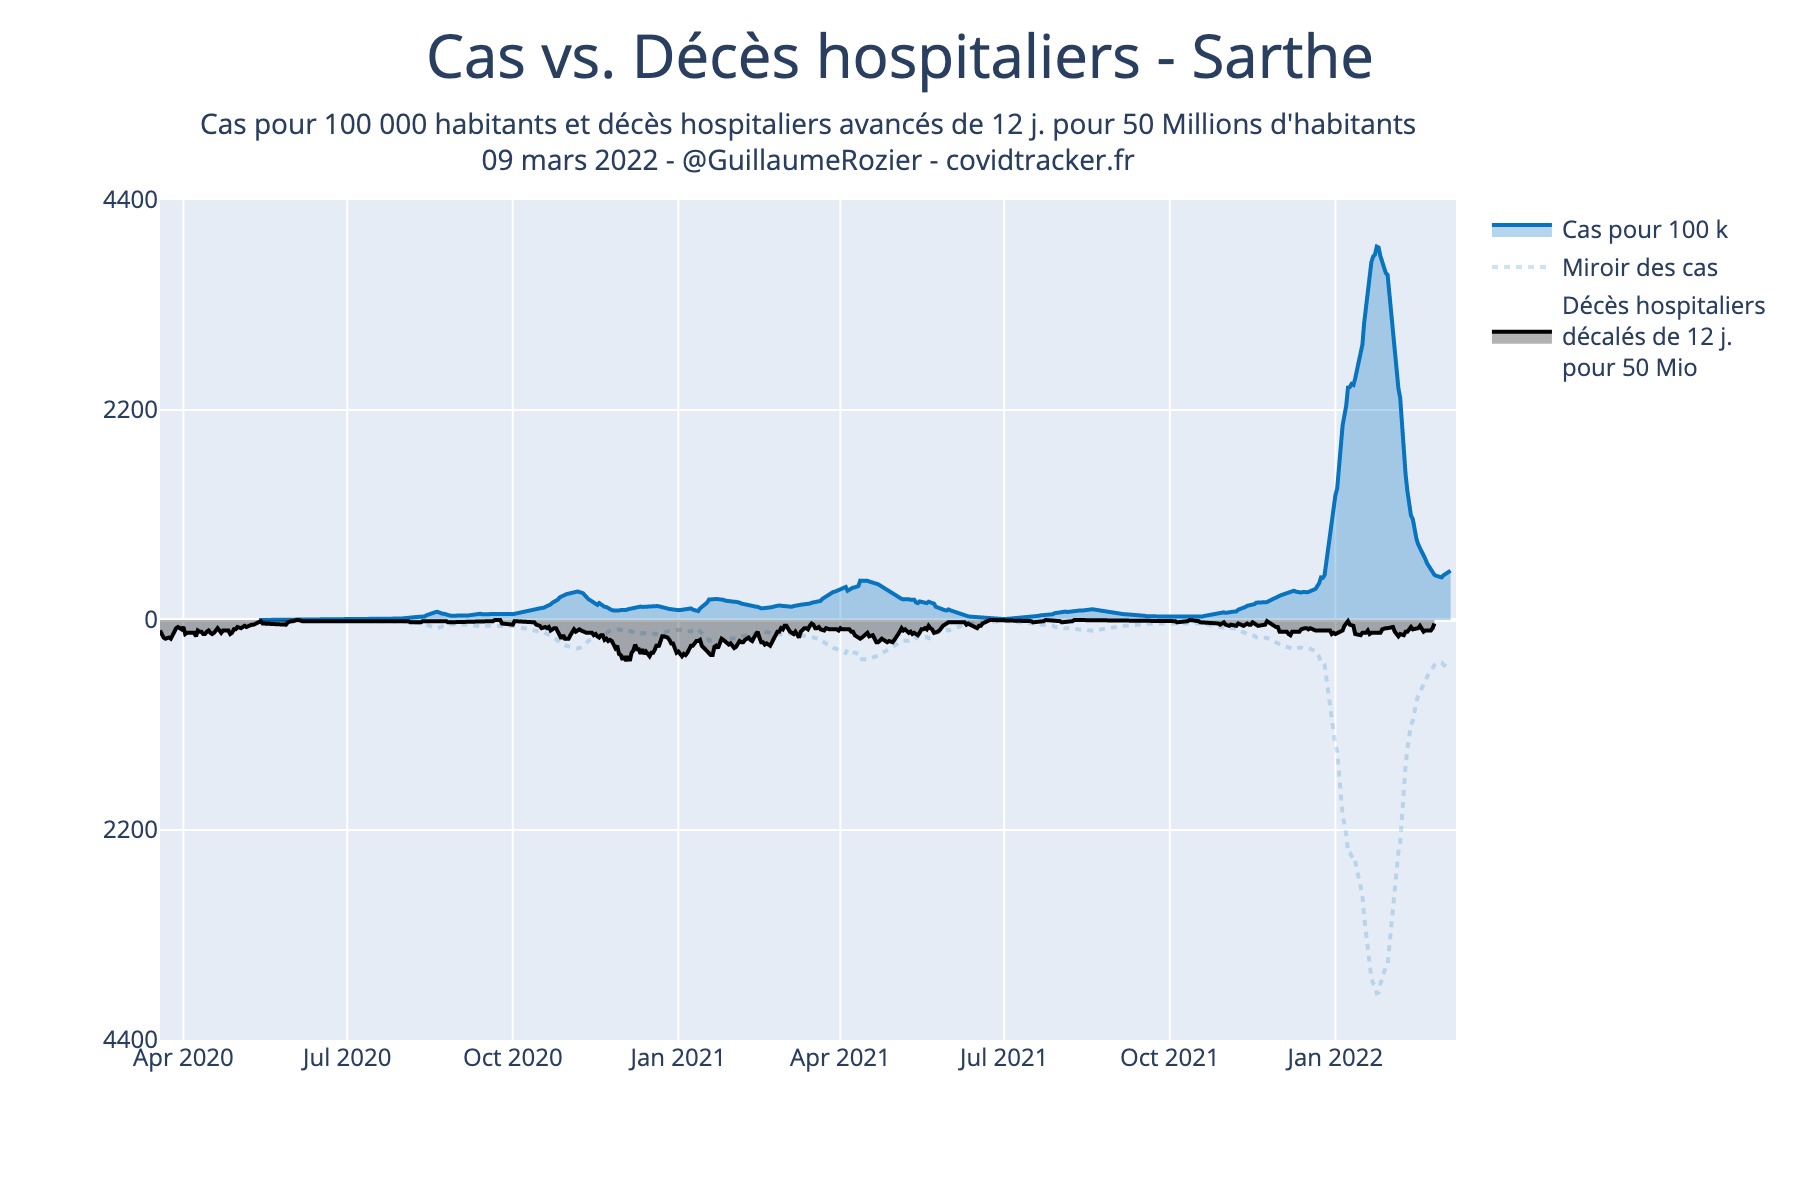 Cas vs. Décès hospitaliers - Sarthe
Cas pour 100 000 habitants et décès hospitaliers avancés de 12 j. pour 50 Millions d'habitants
09 mars 2022 - @GuillaumeRozier - covidtracker.fr
4400
2200
0
2200
4400
Apr 2020
Jul 2020
Oct 2020
Jan 2021
Apr 2021
Jul 2021
Oct 2021
Jan 2022
Cas pour 100 k
Miroir des cas
Décès hospitaliers
décalés de 12 j.
pour 50 Mio